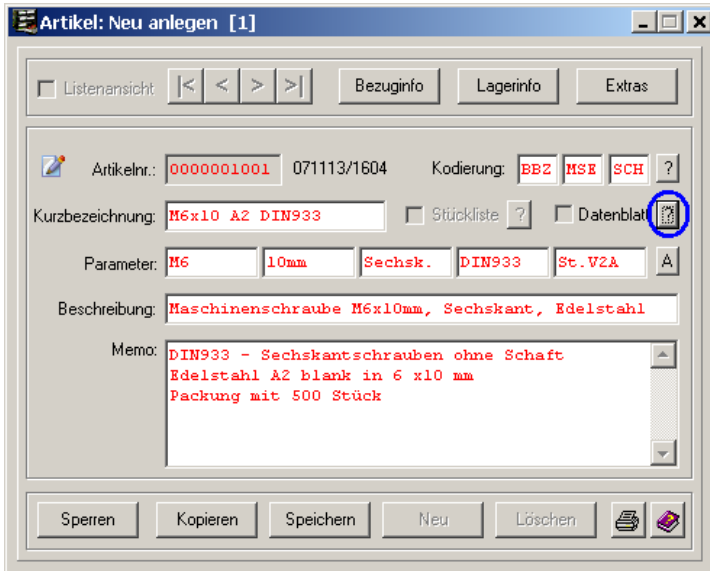 Artikel: Neu anlegen [1]
Listenansicht |< < > >| Bezuginfo Lagerinfo Extras
Artikelnr.: 0000001001 071113/1604 Kodierung: BBZ MSE SCH ?
Kurzbezeichnung: M6x10 A2 DIN933 Stückliste ? Datenblatt ?
Parameter: M6 10mm Sechsk. DIN933 St.V2A A
Beschreibung: Maschinenschraube M6x10mm, Sechskant, Edelstahl
Memo: DIN933 - Sechskantschrauben ohne Schaft
Edelstahl A2 blank in 6 x10 mm
Packung mit 500 Stück
Sperren Kopieren Speichern Neu Löschen